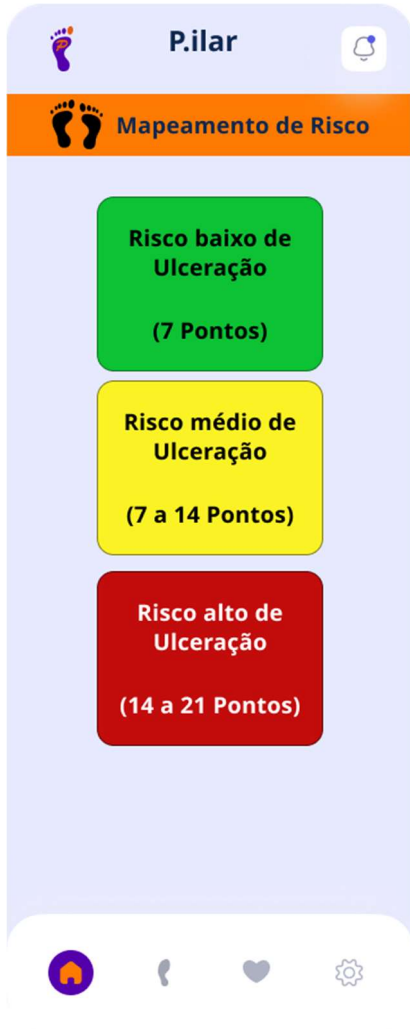 P.ilar
Mapeamento de Risco
Risco baixo de
Ulceração
(7 Pontos)
Risco médio de
Ulceração
(7 a 14 Pontos)
Risco alto de
Ulceração
(14 a 21 Pontos)